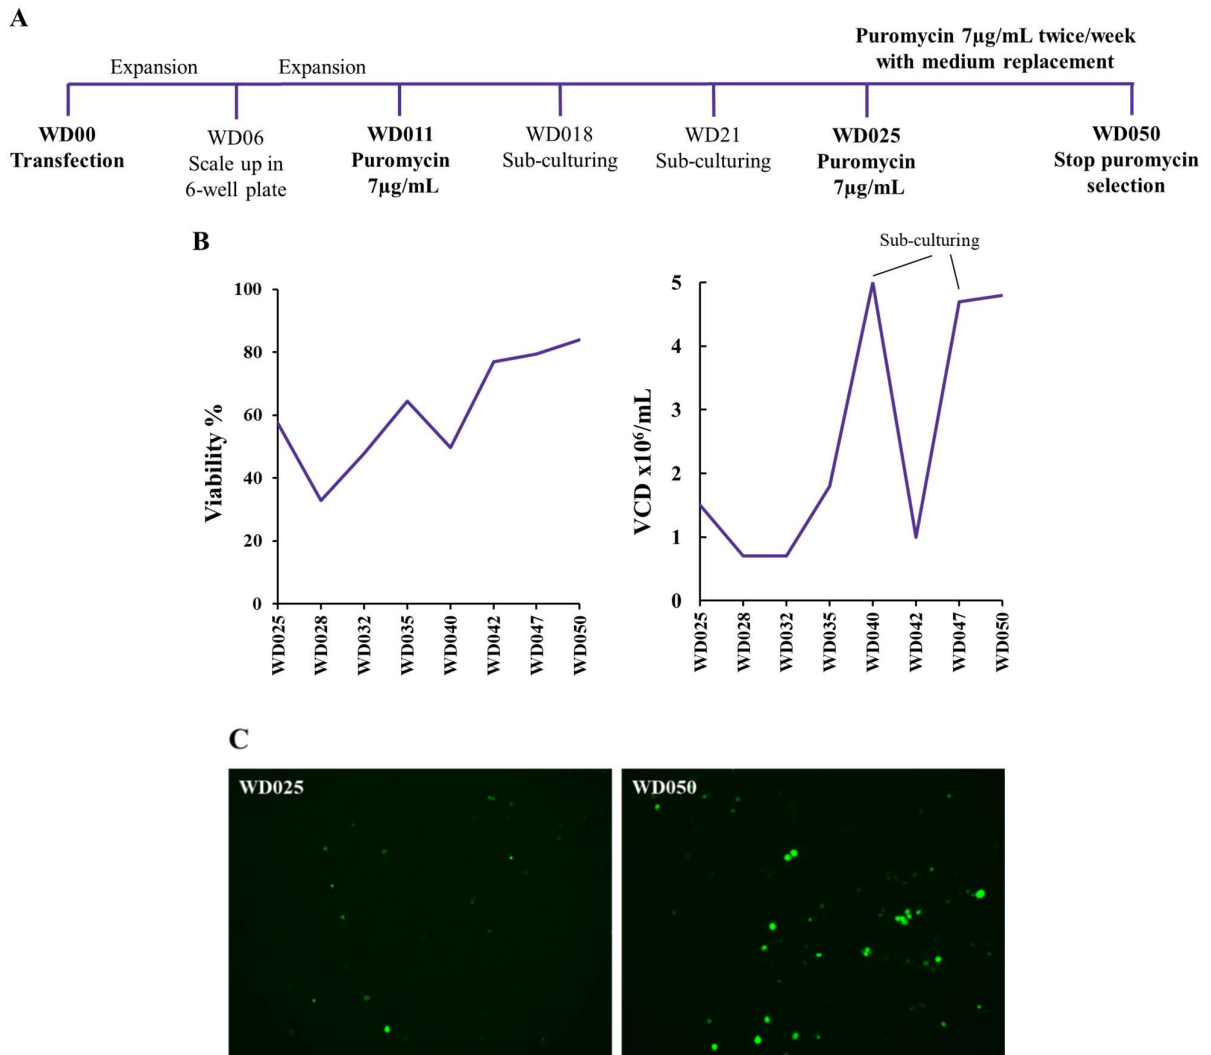 A
Puromycin 7µg/mL twice/week
with medium replacement
Expansion
Expansion
WD00
Transfection
WD06
Scale up in
6-well plate
WD011
Puromycin
7µg/mL
WD018
Sub-culturing
WD21
Sub-culturing
WD025
Puromycin
7µg/mL
WD050
Stop puromycin
selection
B
Viability %
100
80
60
40
20
0
WD025
WD028
WD032
WD035
WD040
WD042
WD047
WD050
Sub-culturing
VCD x10⁶/mL
5
4
3
2
1
0
WD025
WD028
WD032
WD035
WD040
WD042
WD047
WD050
C
WD025
WD050